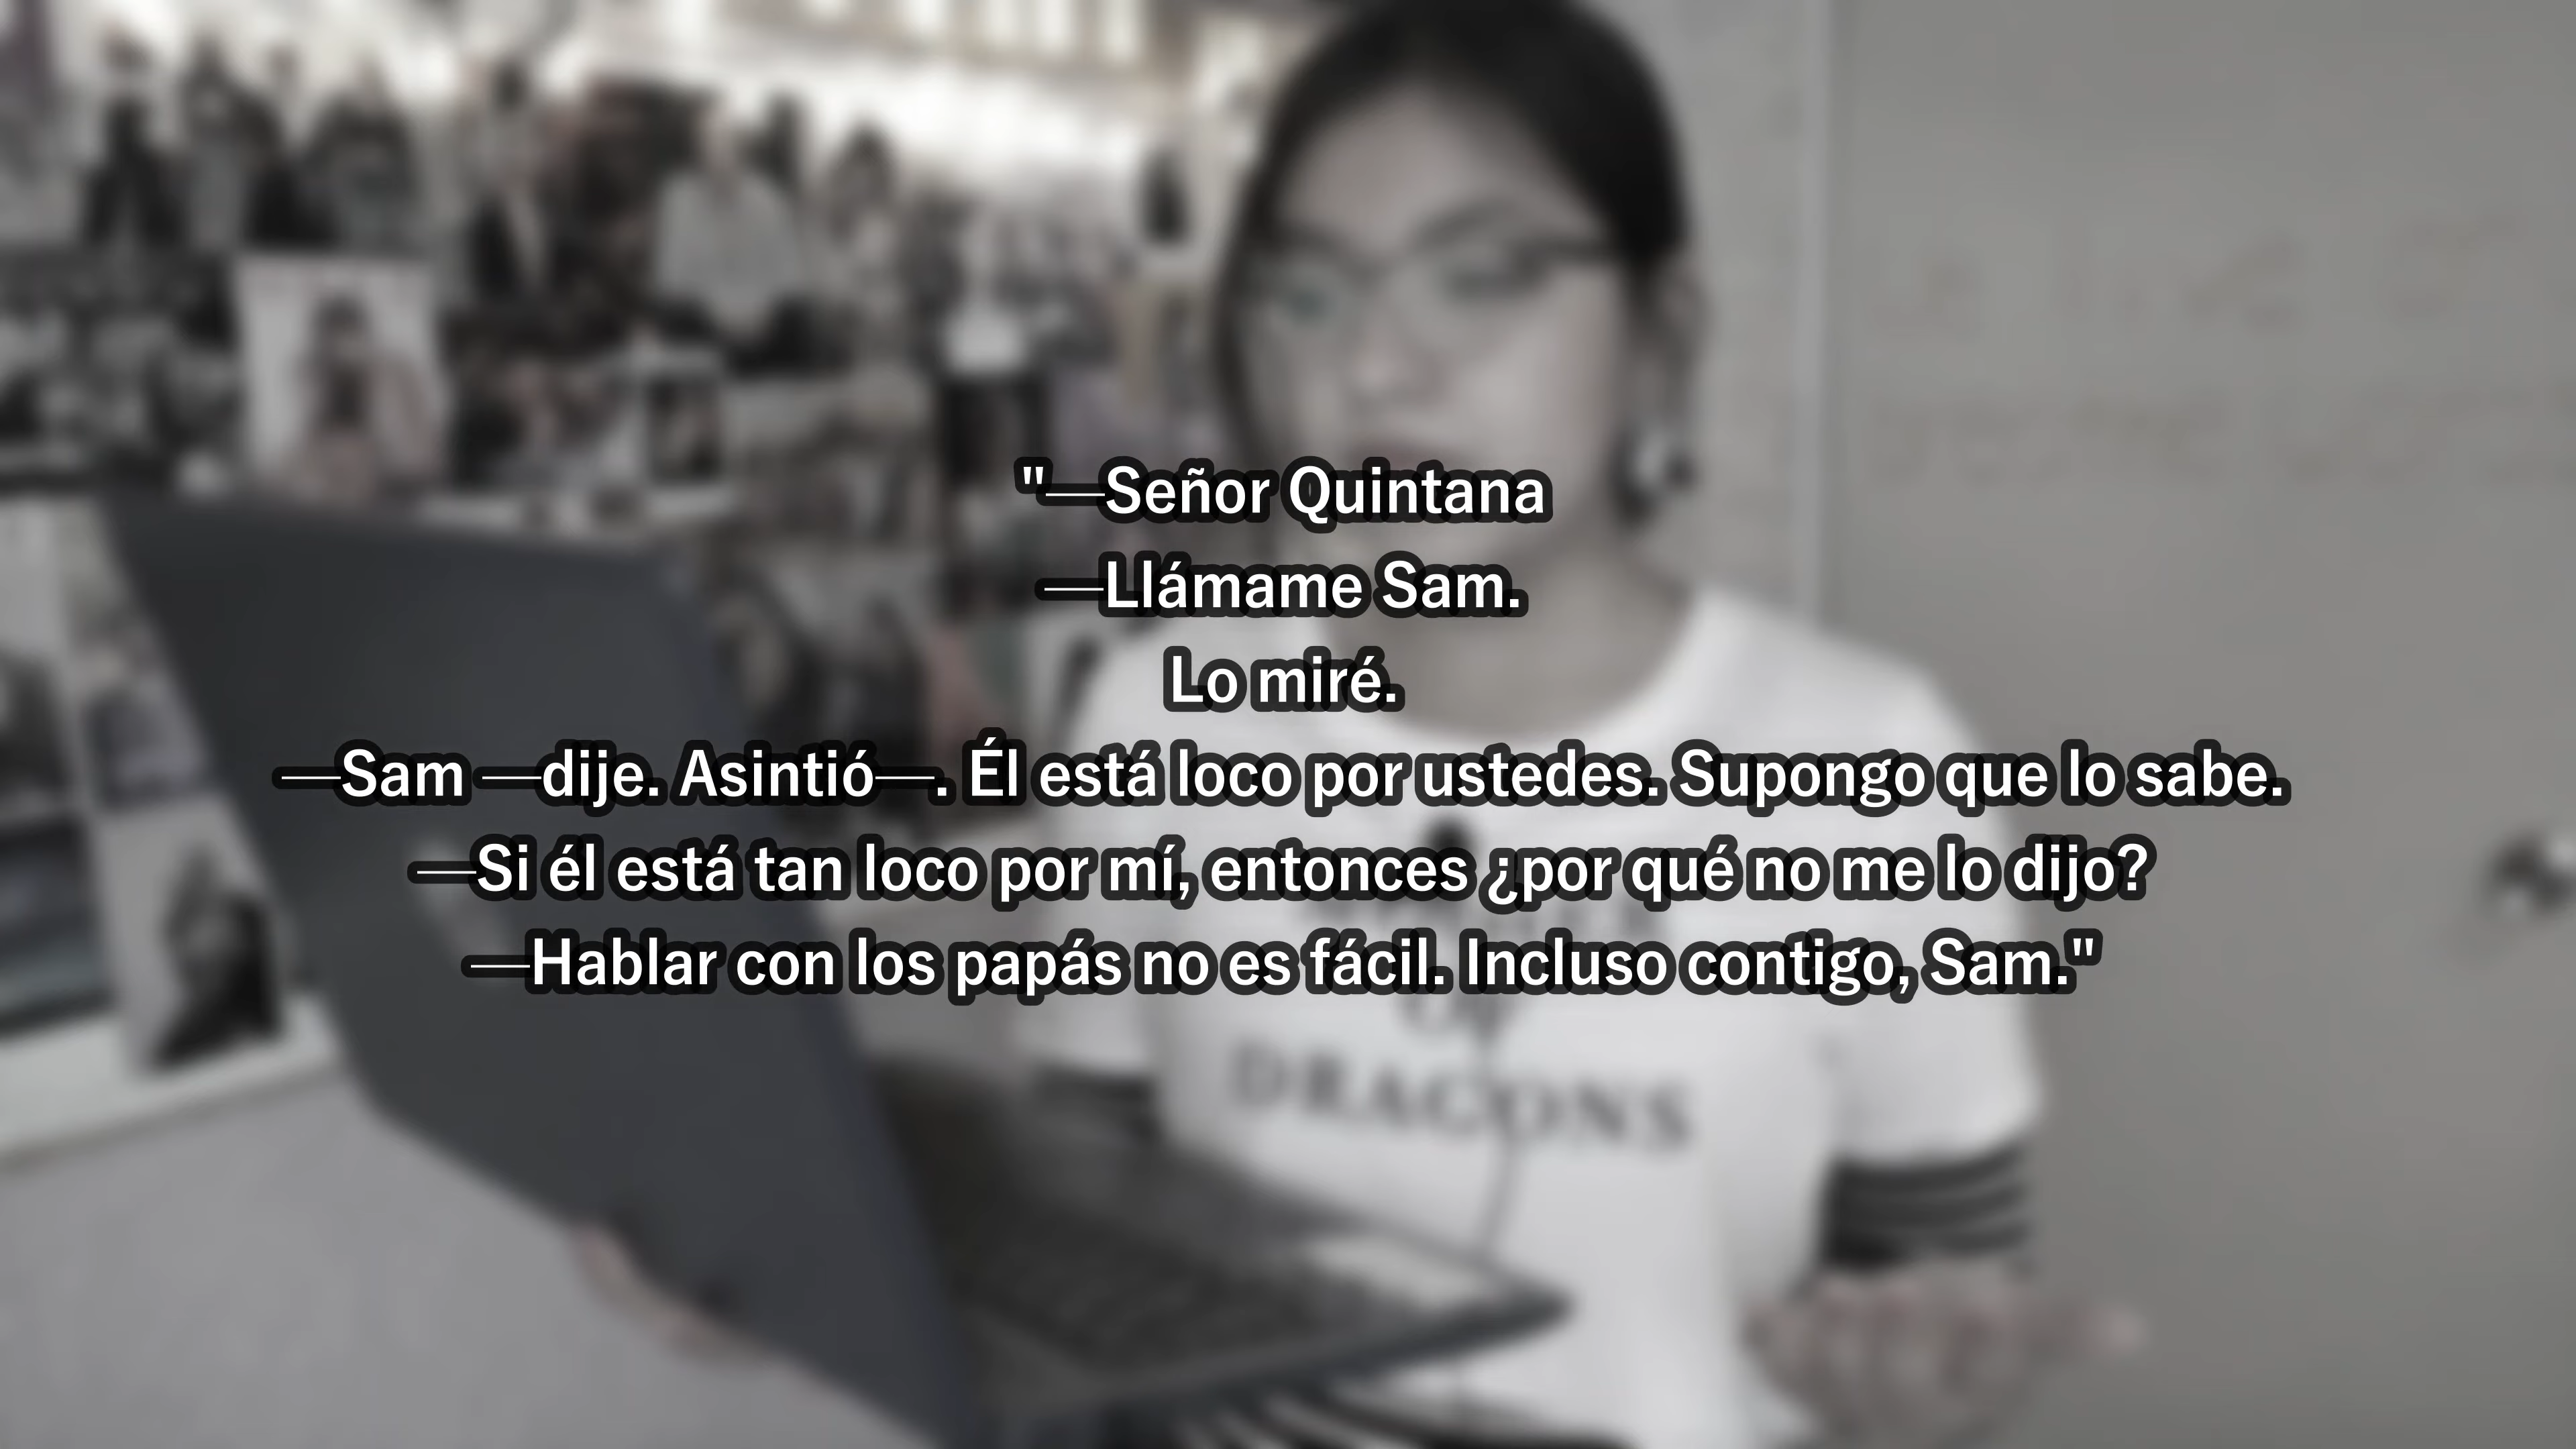 "—Señor Quintana
—Llámame Sam.
Lo miré.
—Sam —dije. Asintió—. Él está loco por ustedes. Supongo que lo sabe.
—Si él está tan loco por mí, entonces ¿por qué no me lo dijo?
—Hablar con los papás no es fácil. Incluso contigo, Sam."
OF
DRAGONS